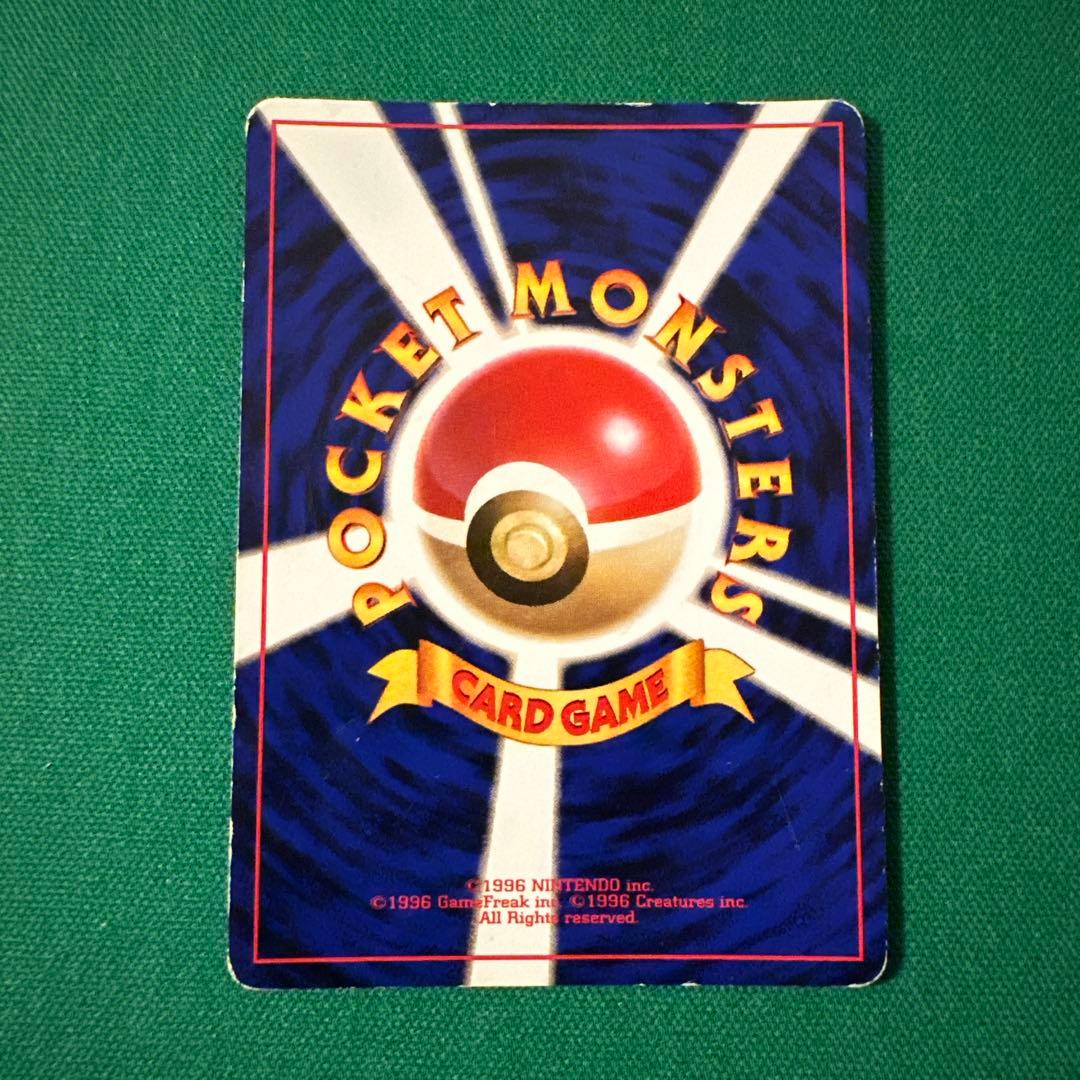 POCKET MONSTERS
CARD GAME
©1996 NINTENDO inc.
©1996 GameFreak inc. ©1996 Creatures inc.
All Rights reserved.